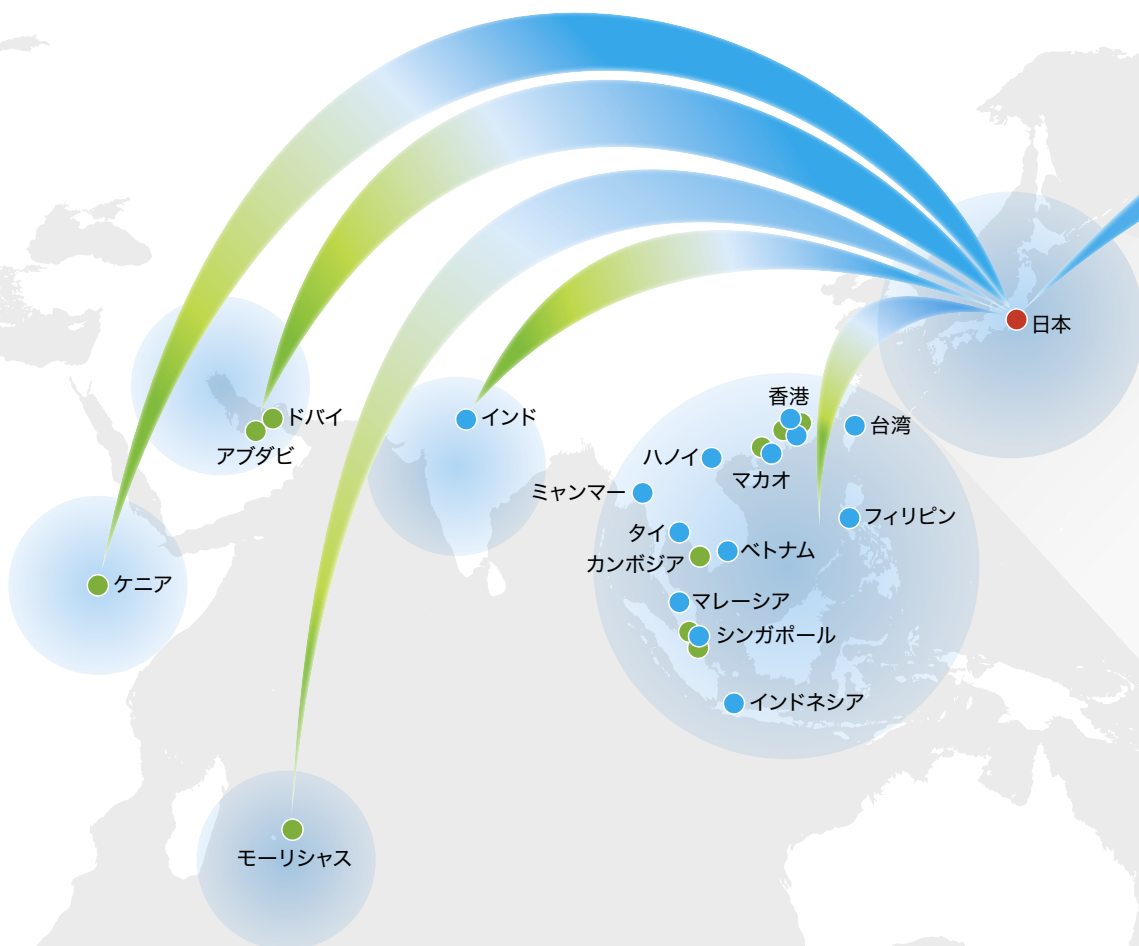 日本
香港
ドバイ
インド
台湾
アブダビ
ハノイ
マカオ
ミャンマー
フィリピン
タイ
ベトナム
カンボジア
ケニア
マレーシア
シンガポール
インドネシア
モーリシャス